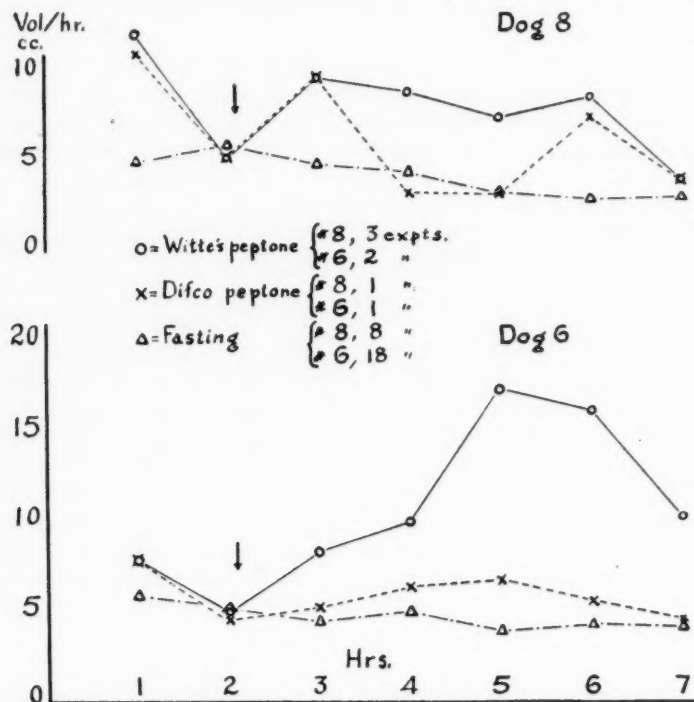 Vol/hr.
cc.
Dog 8
10
5
0
o = Witte's peptone { #8, 3 expts.
#6, 2 "
x = Difco peptone { #8, 1 "
#6, 1 "
Δ = Fasting { #8, 8 "
#6, 18 "
Dog 6
20
15
10
5
0
Hrs.
1 2 3 4 5 6 7